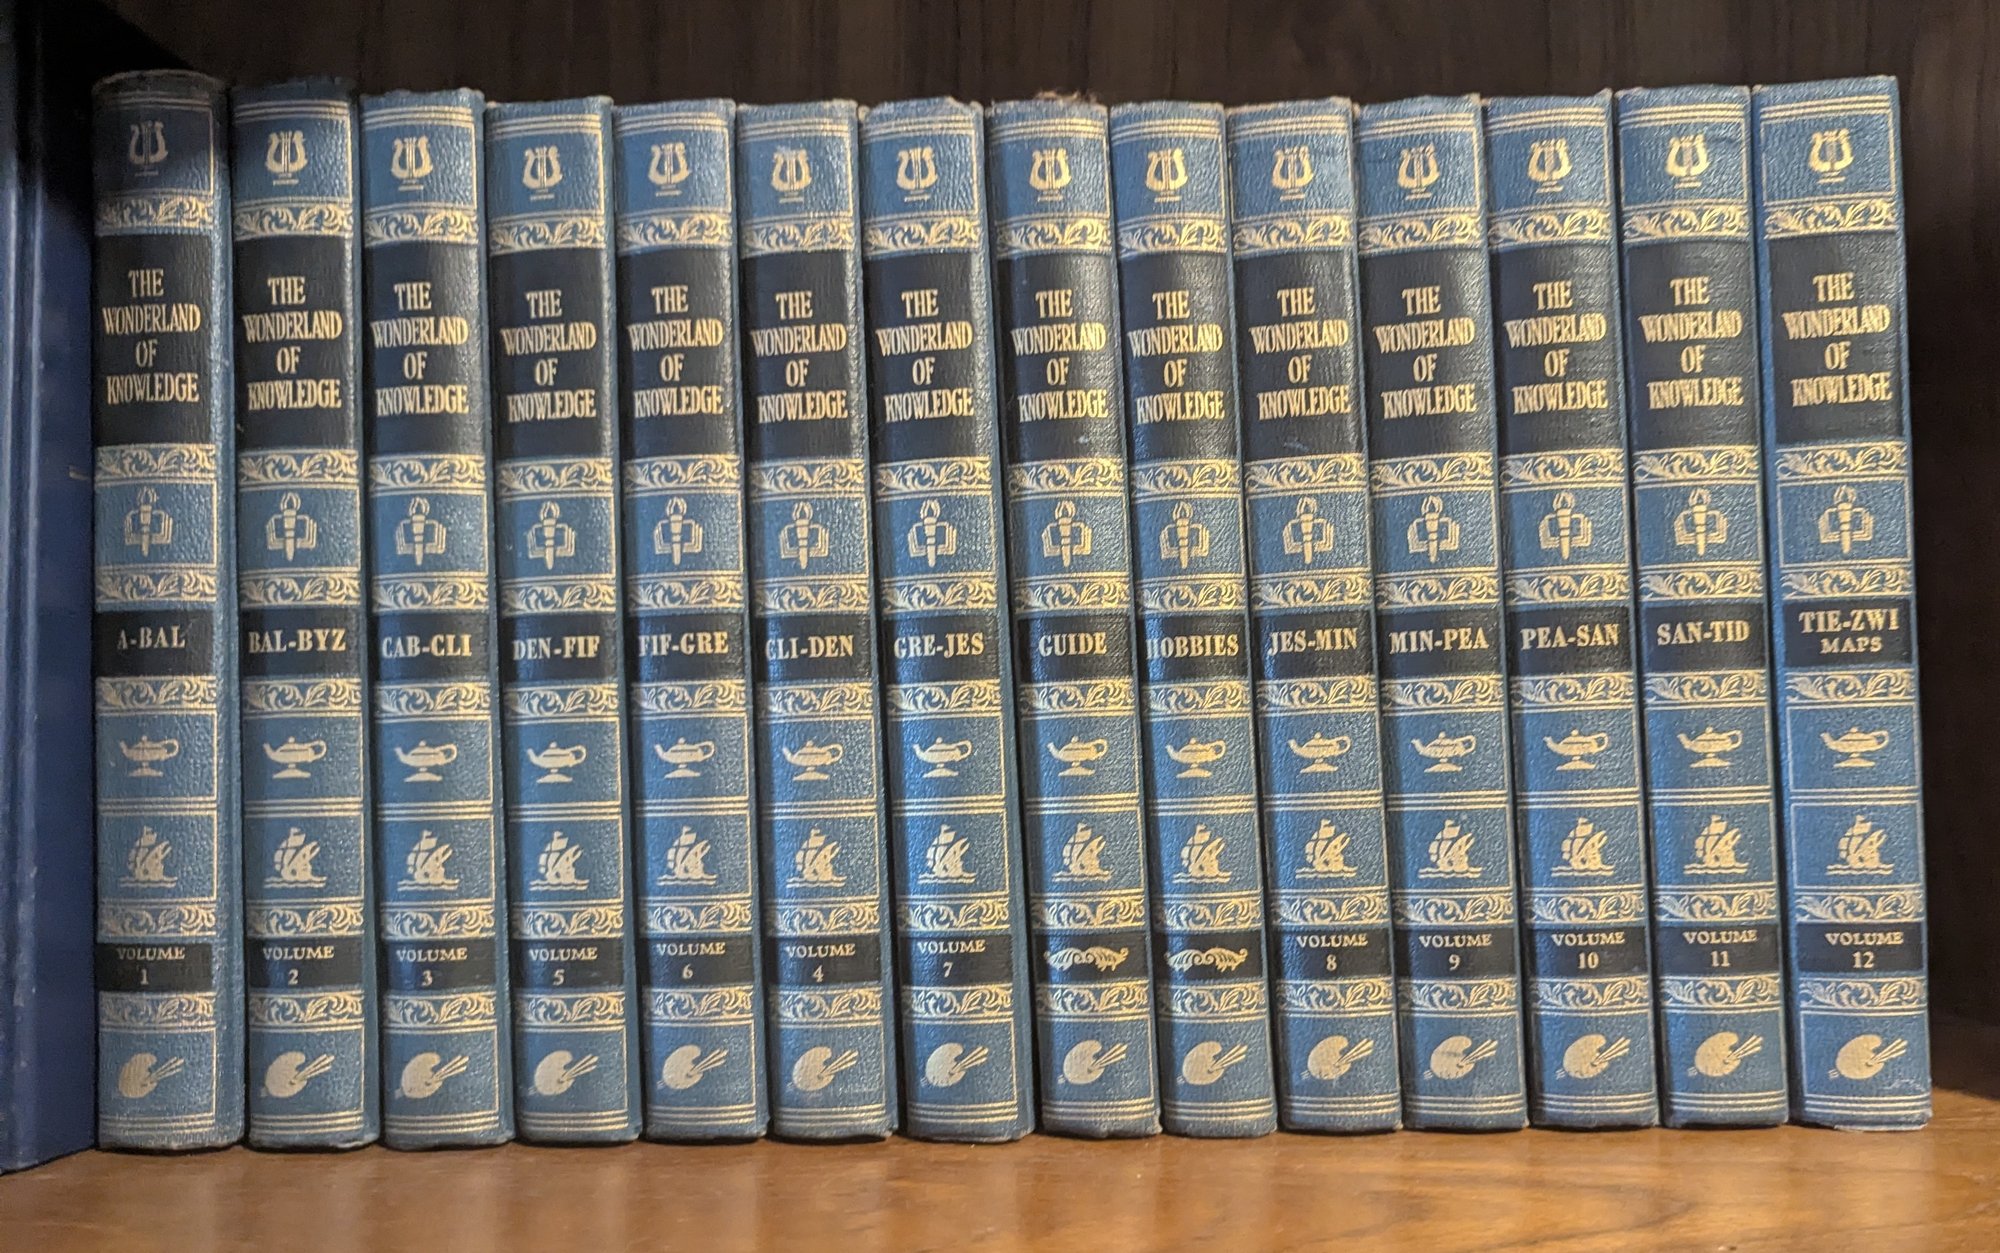 THE
WONDERLAND
OF
KNOWLEDGE
A-BAL
VOLUME
1
THE
WONDERLAND
OF
KNOWLEDGE
BAL-BYZ
VOLUME
2
THE
WONDERLAND
OF
KNOWLEDGE
CAB-CLI
VOLUME
3
THE
WONDERLAND
OF
KNOWLEDGE
DEN-FIF
VOLUME
5
THE
WONDERLAND
OF
KNOWLEDGE
FIF-GRE
VOLUME
6
THE
WONDERLAND
OF
KNOWLEDGE
CLI-DEN
VOLUME
4
THE
WONDERLAND
OF
KNOWLEDGE
GRE-JES
VOLUME
7
THE
WONDERLAND
OF
KNOWLEDGE
GUIDE
THE
WONDERLAND
OF
KNOWLEDGE
HOBBIES
THE
WONDERLAND
OF
KNOWLEDGE
JES-MIN
VOLUME
8
THE
WONDERLAND
OF
KNOWLEDGE
MIN-PEA
VOLUME
9
THE
WONDERLAND
OF
KNOWLEDGE
PEA-SAN
VOLUME
10
THE
WONDERLAND
OF
KNOWLEDGE
SAN-TID
VOLUME
11
THE
WONDERLAND
OF
KNOWLEDGE
TIE-ZWI
MAPS
VOLUME
12